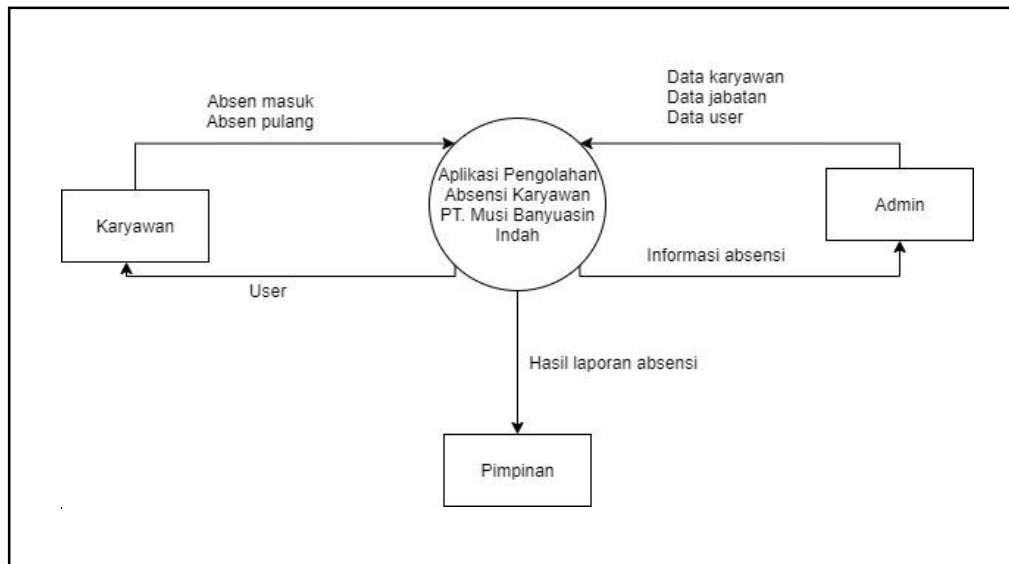 Data karyawan
Data jabatan
Data user
Absen masuk
Absen pulang
Aplikasi Pengolahan
Absensi Karyawan
PT. Musi Banyuasin
Indah
Karyawan
Admin
User
Informasi absensi
Hasil laporan absensi
Pimpinan